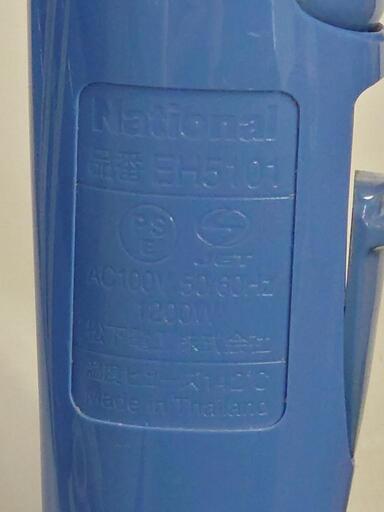 National
品番 EH5101
PS
E
JET
AC100V 50/60Hz
1200W
松下電工株式会社
温度ヒューズ142℃
Made in Thailand